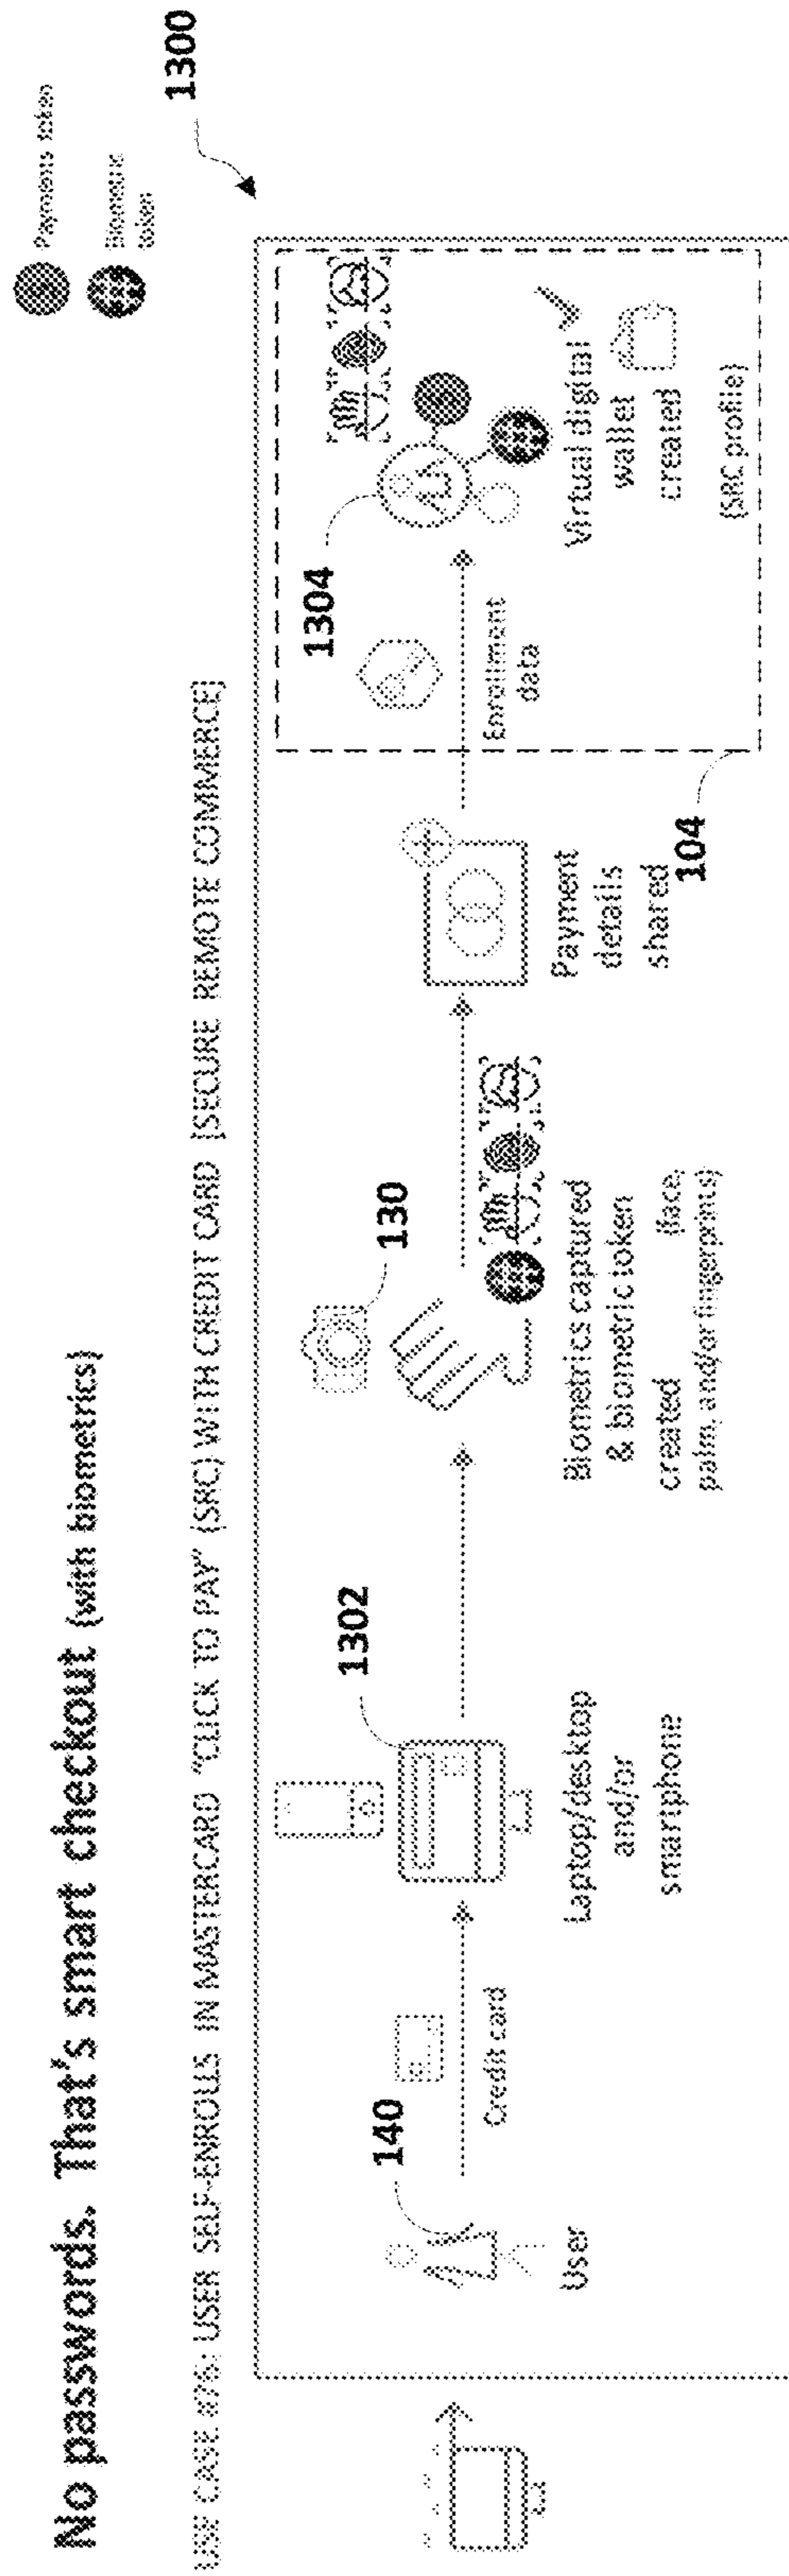 No passwords. That's smart checkout (with biometrics)
Payments token
Biometric
token
USE CASE #7b: USER SELF-ENROLLS IN MASTERCARD "CLICK TO PAY" (SRC) WITH CREDIT CARD [SECURE REMOTE COMMERCE]
1300
140
User
Credit card
1302
Laptop/desktop
and/or
smartphone
130
Biometrics captured
& biometric token
created (face,
palm, and/or fingerprints)
Payment
details
shared
104
Enrollment
data
1304
Virtual digital
wallet
created
(SRC profile)